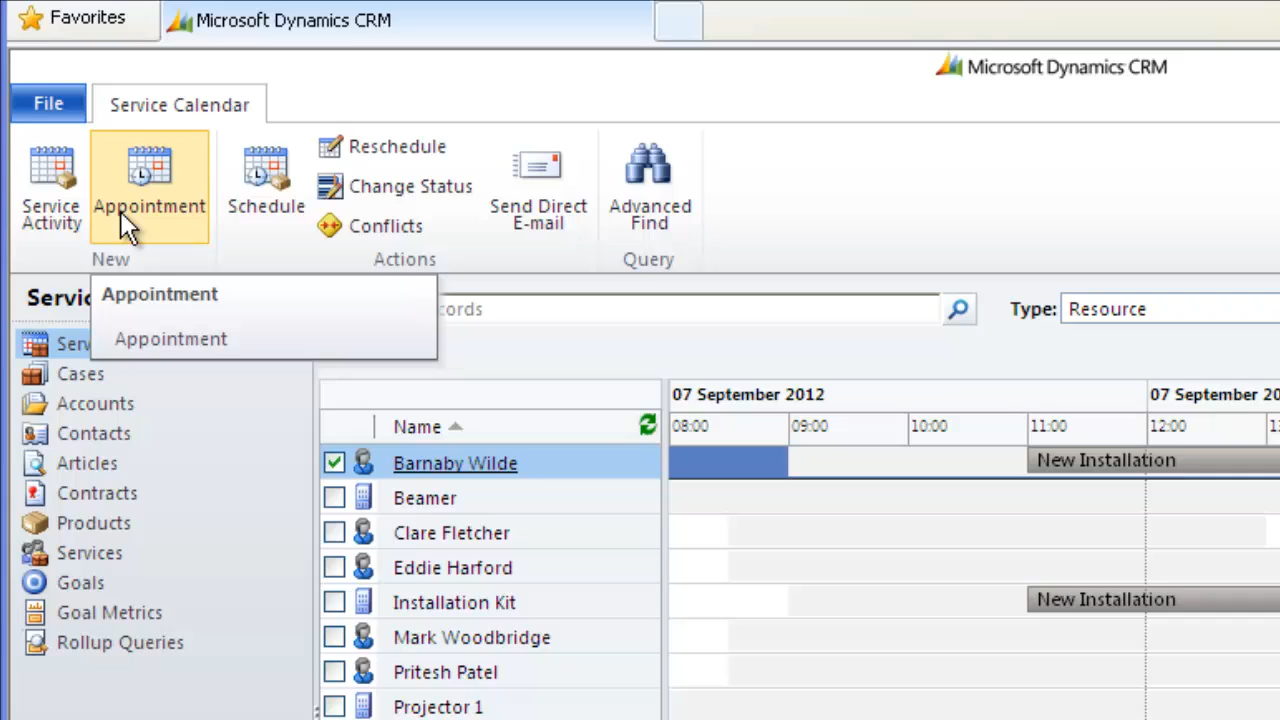 Favorites
Microsoft Dynamics CRM
Microsoft Dynamics CRM
File
Service Calendar
Service
Activity
Appointment
Schedule
Reschedule
Change Status
Conflicts
Send Direct
E-mail
Advanced
Find
New
Actions
Query
Servic
Appointment
Appointment
cords
Type:
Resource
Serv
Cases
Accounts
Contacts
Articles
Contracts
Products
Services
Goals
Goal Metrics
Rollup Queries
07 September 2012
07 September 20
Name
08:00
09:00
10:00
11:00
12:00
Barnaby Wilde
New Installation
Beamer
Clare Fletcher
Eddie Harford
Installation Kit
New Installation
Mark Woodbridge
Pritesh Patel
Projector 1